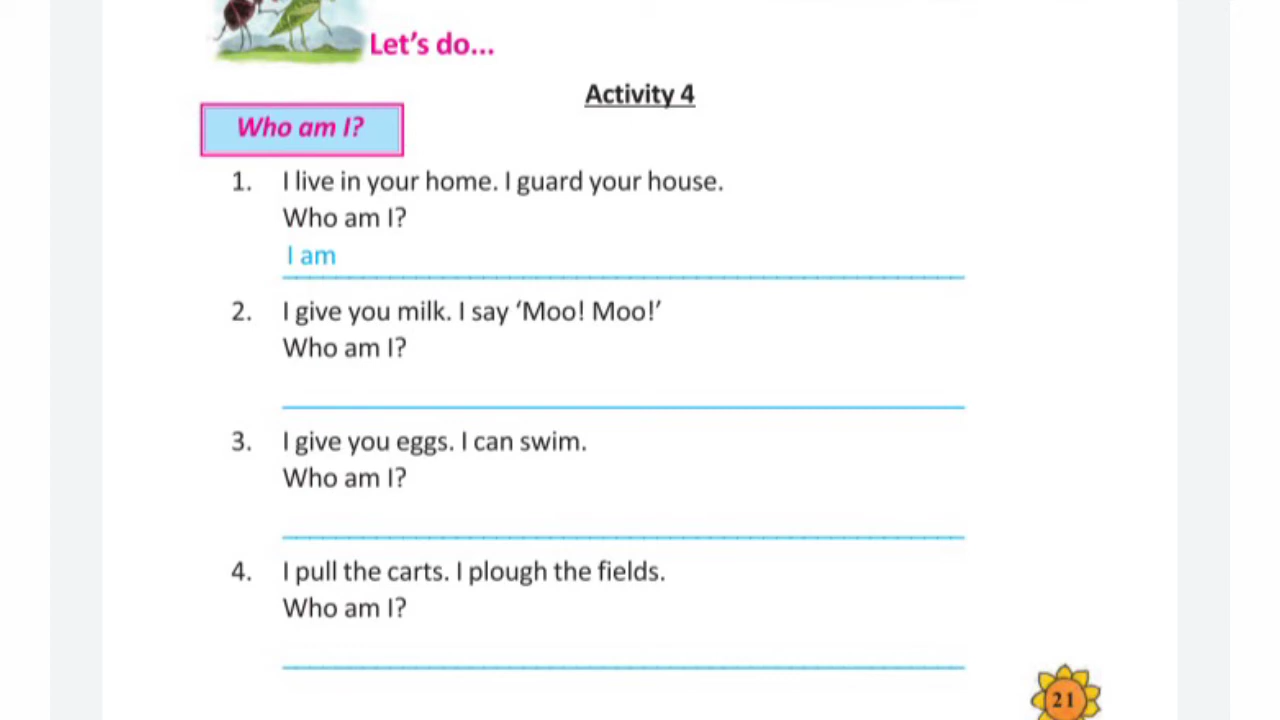 Let's do...
Activity 4
Who am I?
1. I live in your home. I guard your house.
Who am I?
I am
2. I give you milk. I say ‘Moo! Moo!’
Who am I?
3. I give you eggs. I can swim.
Who am I?
4. I pull the carts. I plough the fields.
Who am I?
21